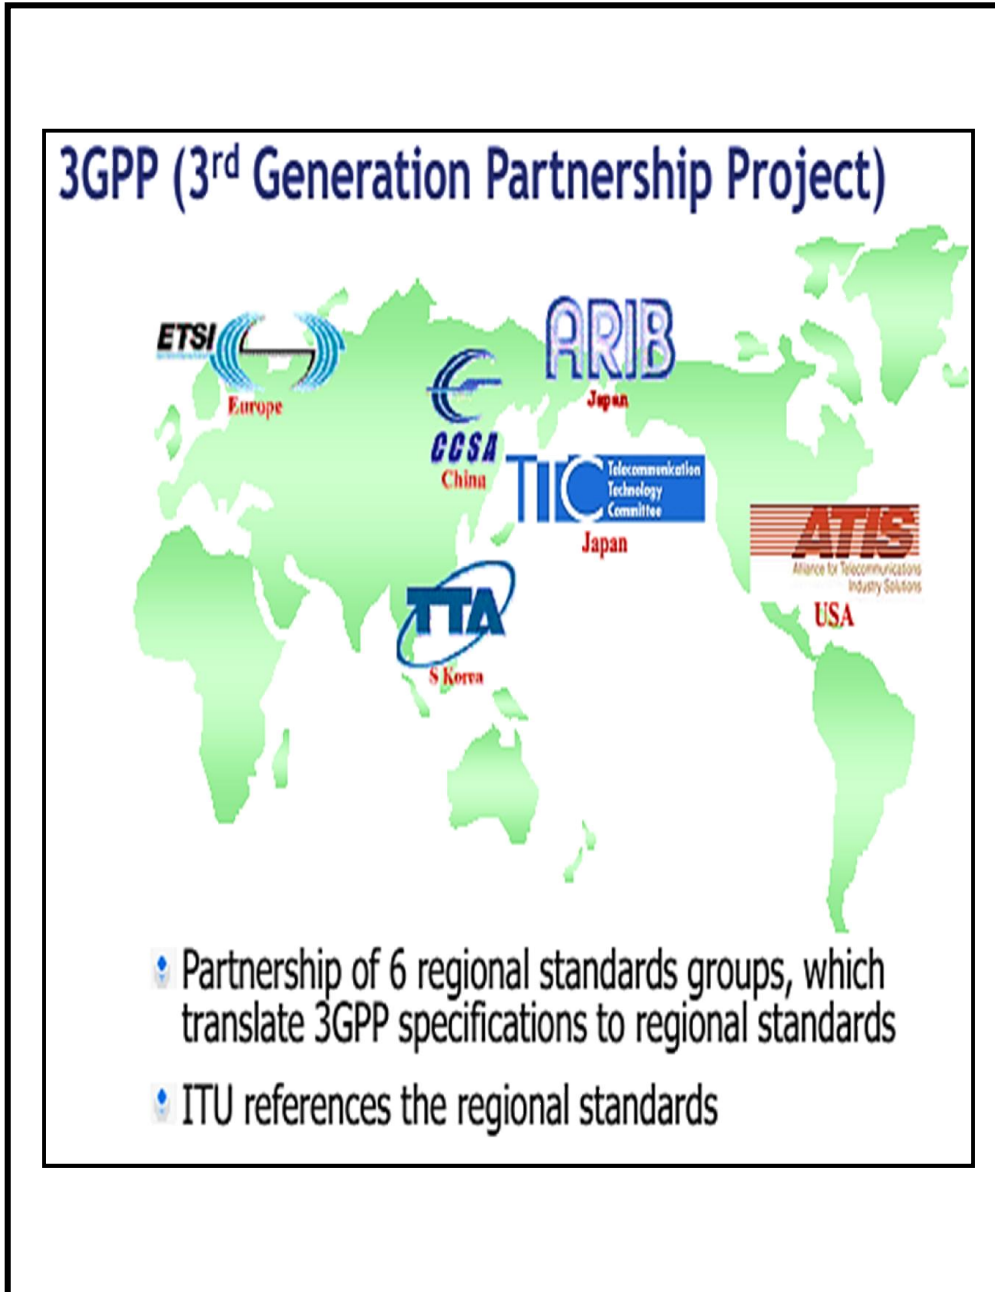 3GPP (3rd Generation Partnership Project)
ETSI
Europe
ARIB
Japan
CCSA
China
TTC Telecommunication
Technology
Committee
Japan
ATIS
Alliance for Telecommunications
Industry Solutions
USA
TTA
S Korea
Partnership of 6 regional standards groups, which
translate 3GPP specifications to regional standards
ITU references the regional standards